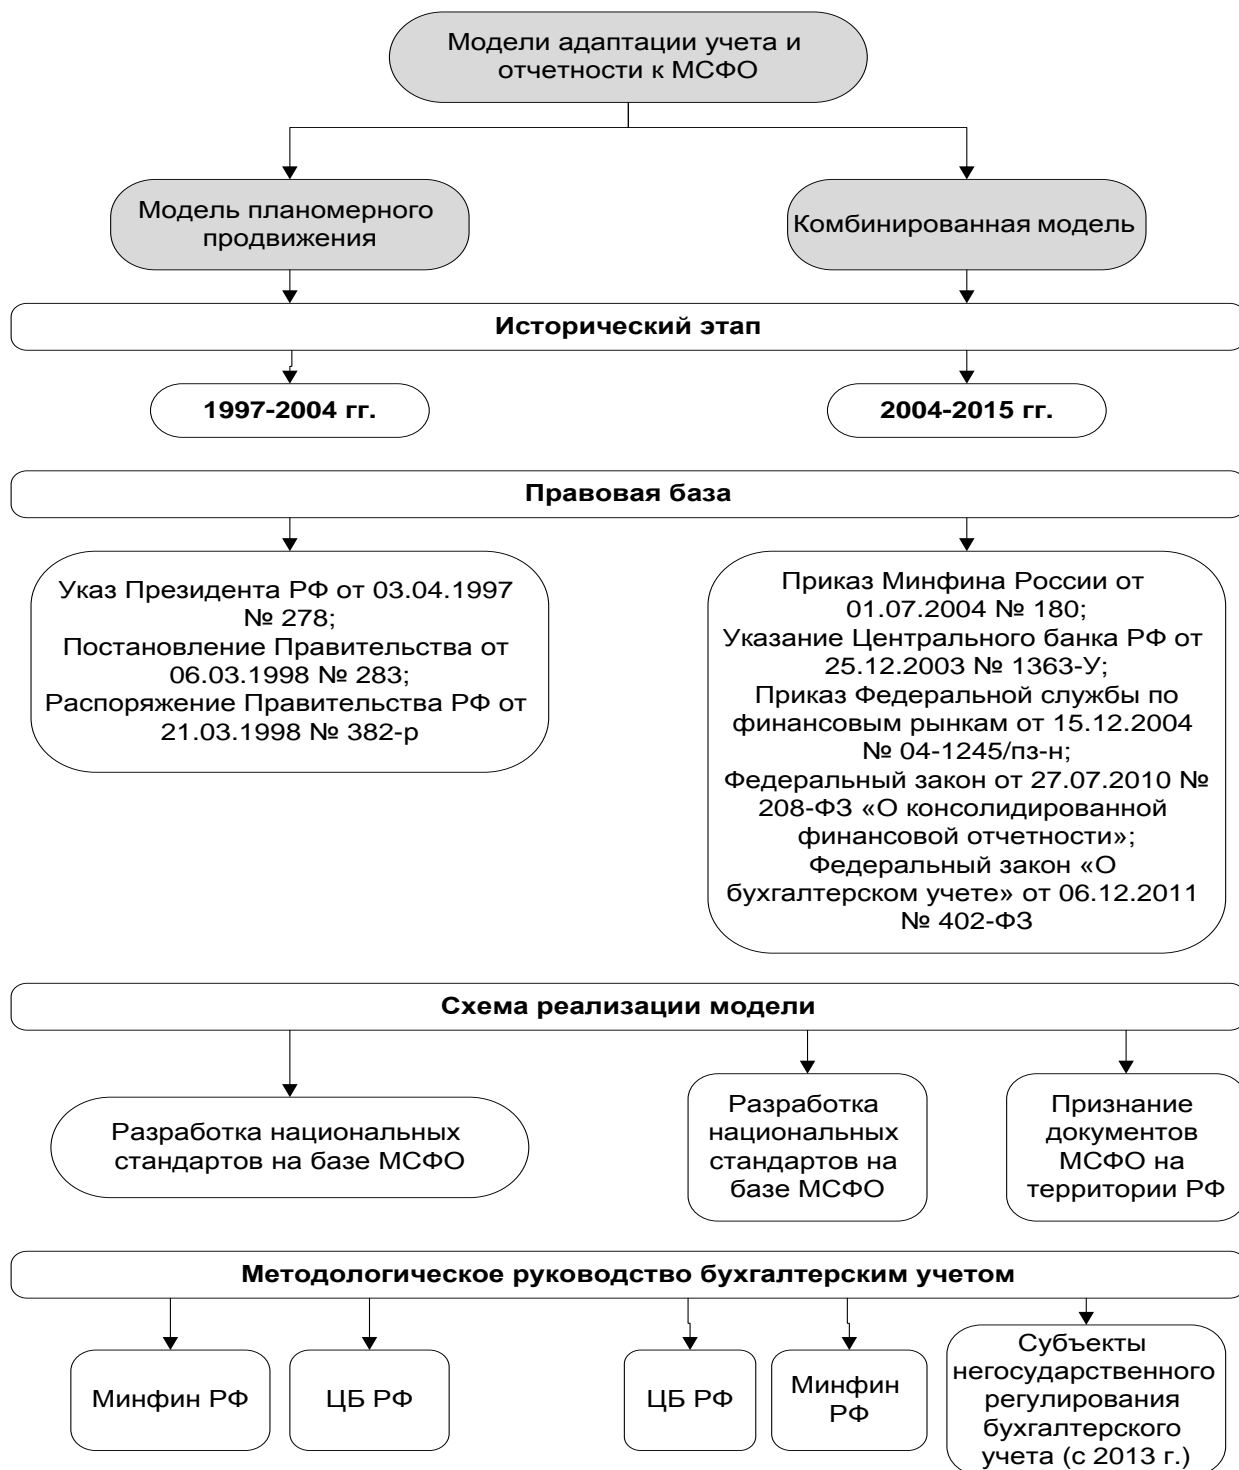 Модели адаптации учета и
отчетности к МСФО
Модель планомерного
продвижения
Комбинированная модель
Исторический этап
1997-2004 гг.
2004-2015 гг.
Правовая база
Указ Президента РФ от 03.04.1997
№ 278;
Постановление Правительства от
06.03.1998 № 283;
Распоряжение Правительства РФ от
21.03.1998 № 382-р
Приказ Минфина России от
01.07.2004 № 180;
Указание Центрального банка РФ от
25.12.2003 № 1363-У;
Приказ Федеральной службы по
финансовым рынкам от 15.12.2004
№ 04-1245/пз-н;
Федеральный закон от 27.07.2010 №
208-ФЗ «О консолидированной
финансовой отчетности»;
Федеральный закон «О
бухгалтерском учете» от 06.12.2011
№ 402-ФЗ
Схема реализации модели
Разработка национальных
стандартов на базе МСФО
Разработка
национальных
стандартов на
базе МСФО
Признание
документов
МСФО на
территории РФ
Методологическое руководство бухгалтерским учетом
Минфин РФ
ЦБ РФ
ЦБ РФ
Минфин
РФ
Субъекты
негосударственного
регулирования
бухгалтерского
учета (с 2013 г.)